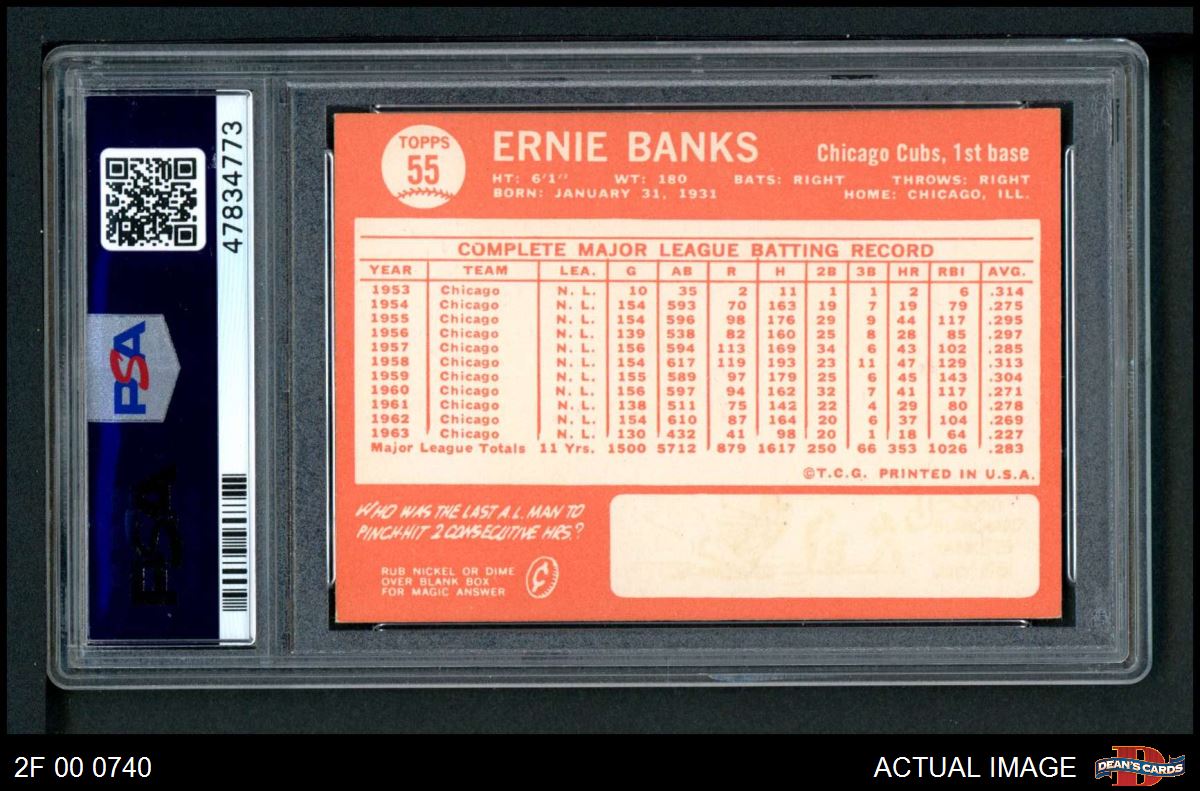 47834773
PSA
PSA
TOPPS
55
ERNIE BANKS
Chicago Cubs, 1st base
HT: 6'1" WT: 180 BATS: RIGHT THROWS: RIGHT
BORN: JANUARY 31, 1931 HOME: CHICAGO, ILL.
COMPLETE MAJOR LEAGUE BATTING RECORD
YEAR TEAM LEA. G AB R H 2B 3B HR RBI AVG.
1953 Chicago N. L. 10 35 2 11 1 1 2 6 .314
1954 Chicago N. L. 154 593 70 163 19 7 19 79 .275
1955 Chicago N. L. 154 596 98 176 29 9 44 117 .295
1956 Chicago N. L. 139 538 82 160 25 8 28 85 .297
1957 Chicago N. L. 156 594 113 169 34 6 43 102 .285
1958 Chicago N. L. 154 617 119 193 23 11 47 129 .313
1959 Chicago N. L. 155 589 97 179 25 6 45 143 .304
1960 Chicago N. L. 156 597 94 162 32 7 41 117 .271
1961 Chicago N. L. 138 511 75 142 22 4 29 80 .278
1962 Chicago N. L. 154 610 87 164 20 6 37 104 .269
1963 Chicago N. L. 130 432 41 98 20 1 18 64 .227
Major League Totals 11 Yrs. 1500 5712 879 1617 250 66 353 1026 .283
©T.C.G. PRINTED IN U.S.A.
WHO WAS THE LAST A.L. MAN TO
PINCH-HIT 2 CONSECUTIVE HRS.?
RUB NICKEL OR DIME
OVER BLANK BOX
FOR MAGIC ANSWER
2F 00 0740
ACTUAL IMAGE
DEAN'S CARDS